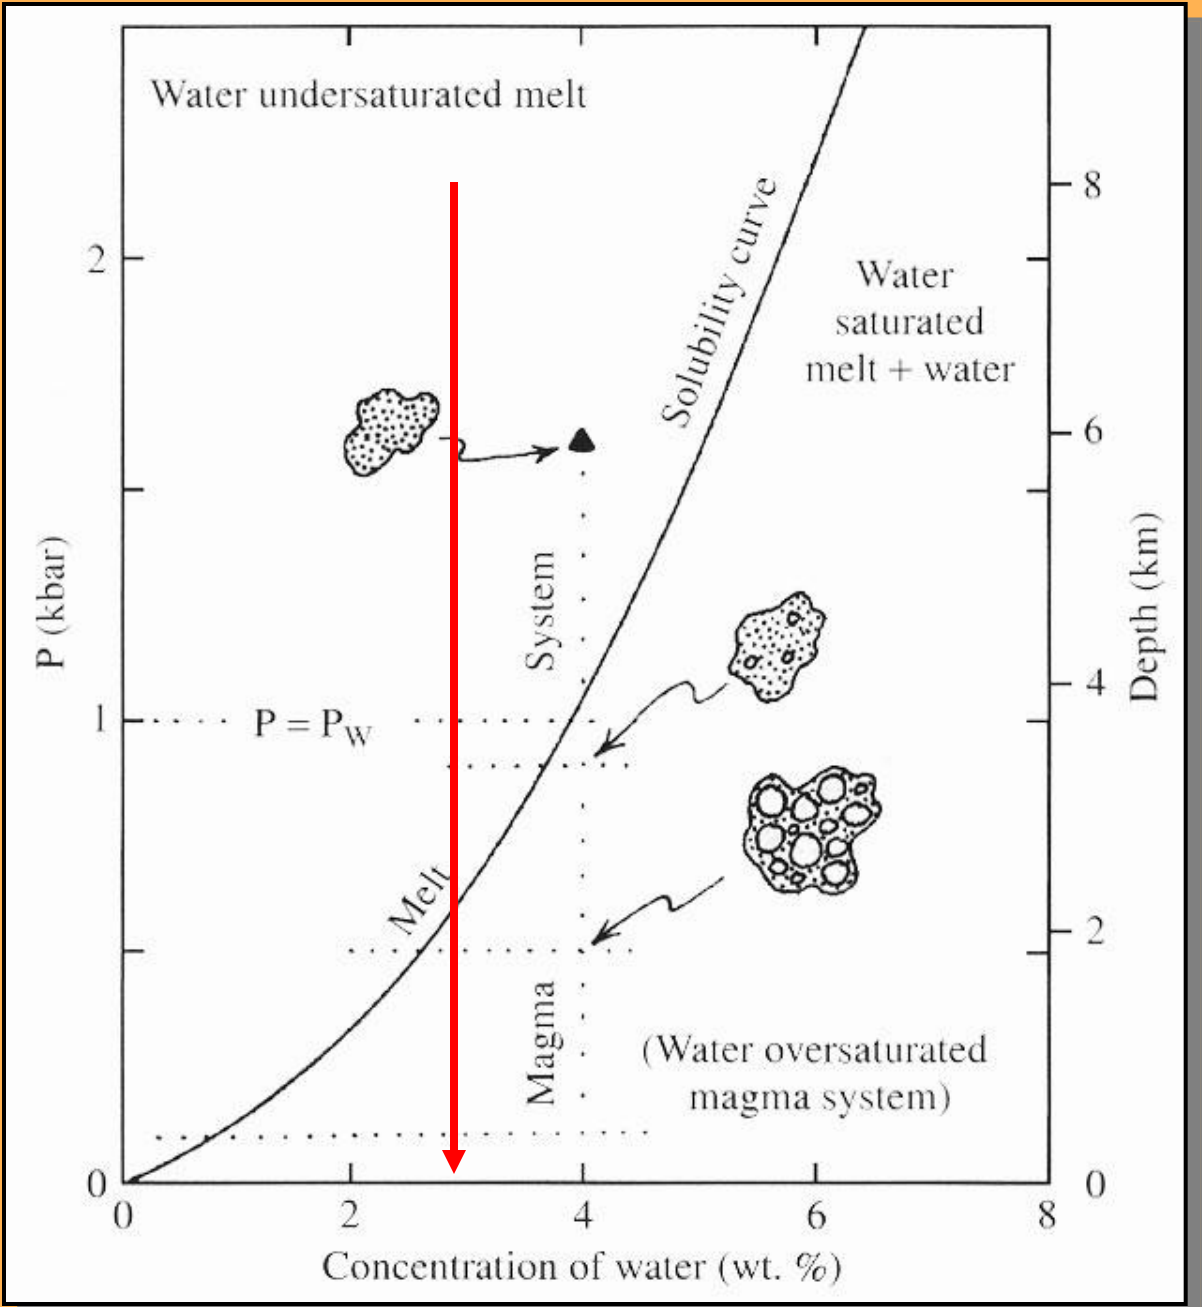 Water undersaturated melt
8
2
Solubility curve
Water
saturated
melt + water
6
System
P (kbar)
Depth (km)
4
1
P = PW
Melt
2
Magma
(Water oversaturated
magma system)
0
0
0
2
4
6
8
Concentration of water (wt. %)